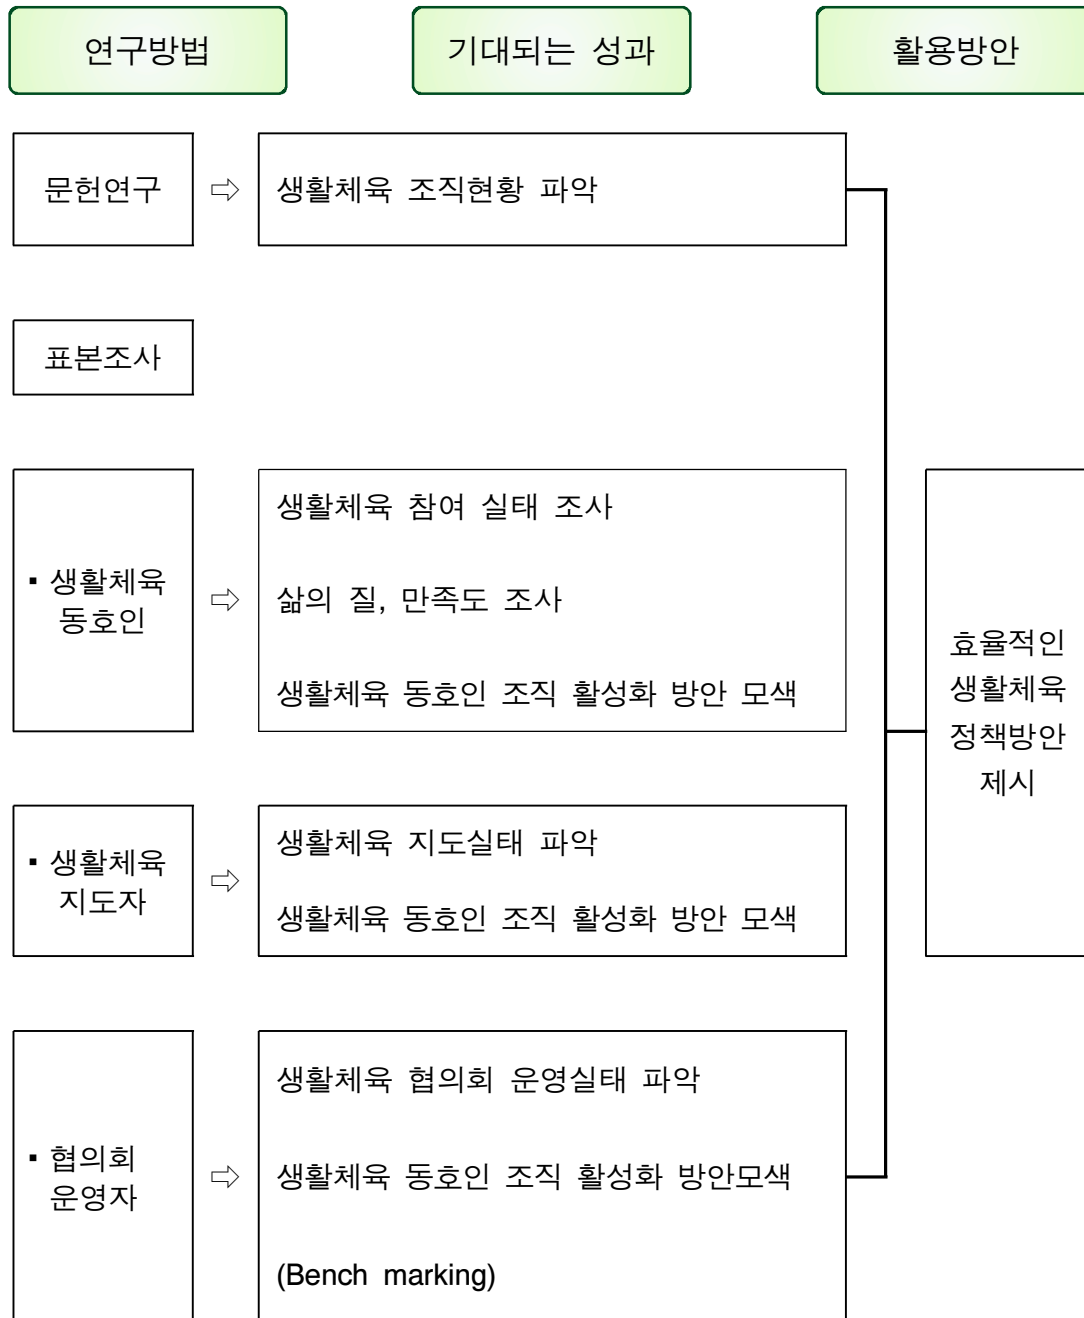 연구방법
기대되는 성과
활용방안
문헌연구
⇨
생활체육 조직현황 파악
표본조사
▪ 생활체육
동호인
⇨
생활체육 참여 실태 조사
삶의 질, 만족도 조사
생활체육 동호인 조직 활성화 방안 모색
▪ 생활체육
지도자
⇨
생활체육 지도실태 파악
생활체육 동호인 조직 활성화 방안 모색
▪ 협의회
운영자
⇨
생활체육 협의회 운영실태 파악
생활체육 동호인 조직 활성화 방안모색
(Bench marking)
효율적인
생활체육
정책방안
제시